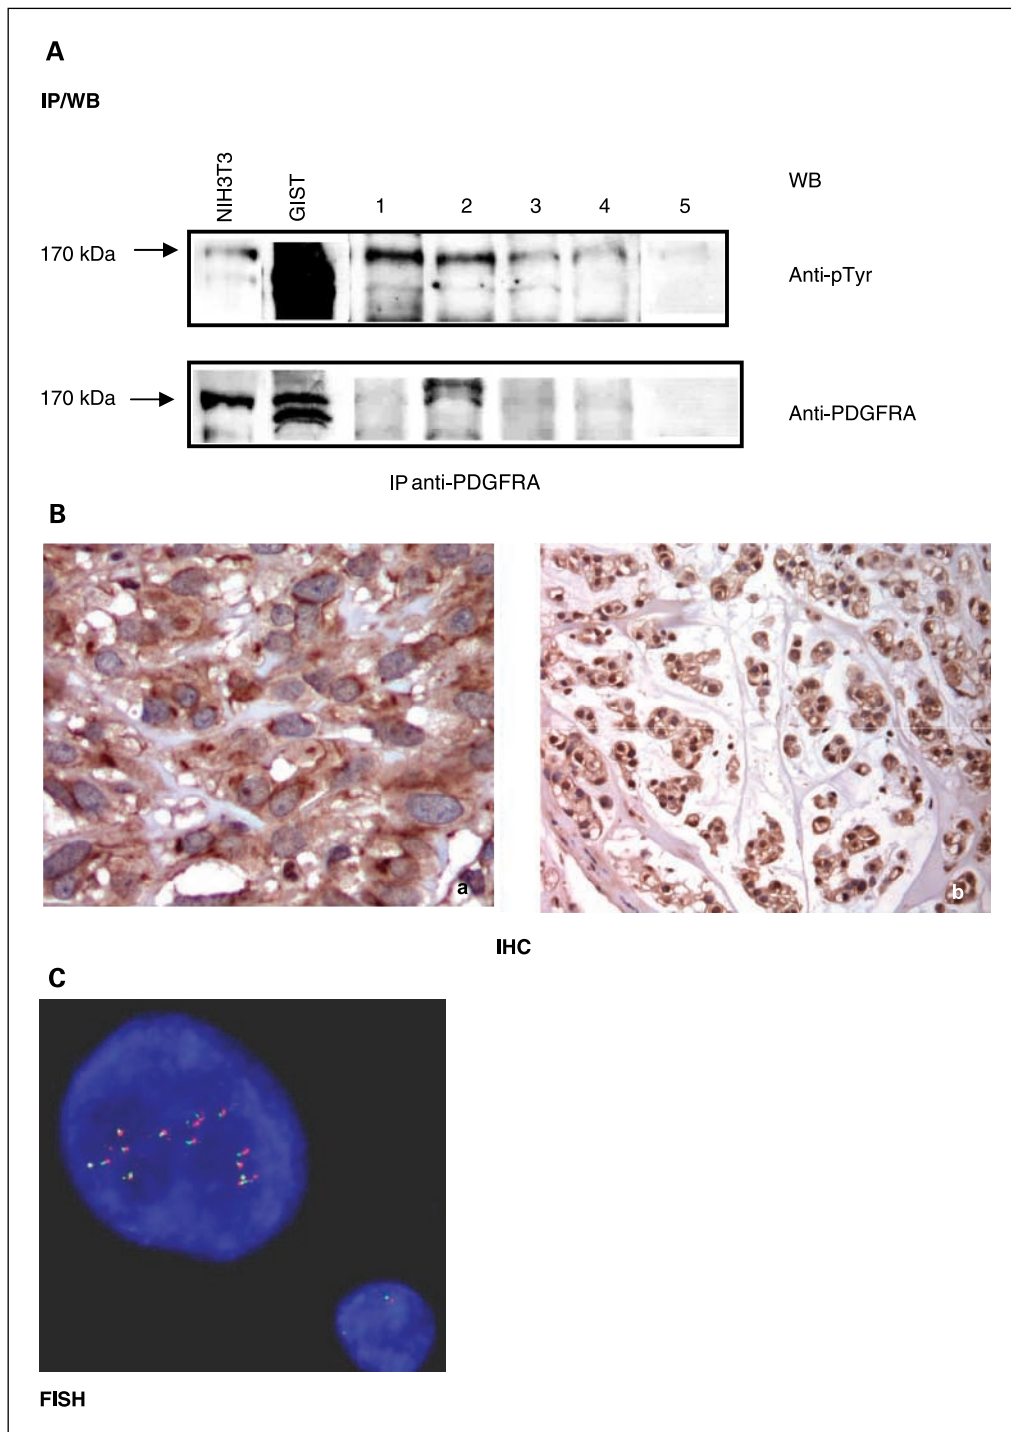 A
IP/WB
NIH3T3
GIST
1 2 3 4 5
WB
170 kDa
Anti-pTyr
170 kDa
Anti-PDGFRA
IP anti-PDGFRA
B
a
b
IHC
C
FISH